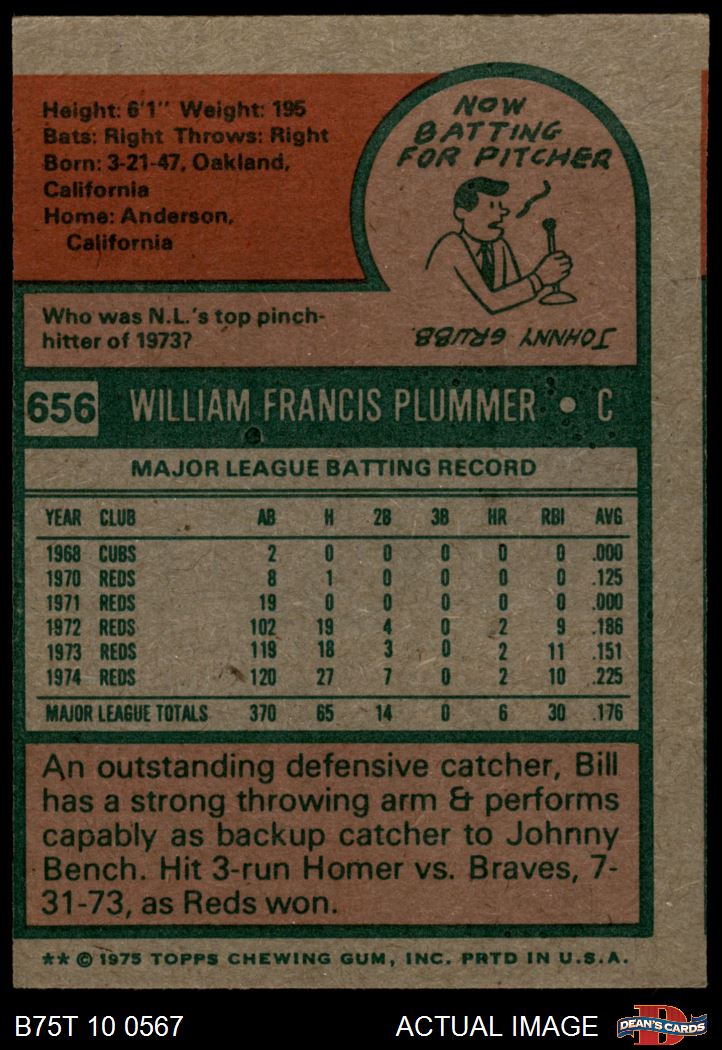 Height: 6'1" Weight: 195
Bats: Right Throws: Right
Born: 3-21-47, Oakland,
California
Home: Anderson,
California
NOW
BATTING
FOR PITCHER
Who was N.L.'s top pinch-
hitter of 1973?
JOHNNY GRUBB.
656 WILLIAM FRANCIS PLUMMER • C
MAJOR LEAGUE BATTING RECORD
YEAR CLUB AB H 2B 3B HR RBI AVG
1968 CUBS 2 0 0 0 0 0 .000
1970 REDS 8 1 0 0 0 0 .125
1971 REDS 19 0 0 0 0 0 .000
1972 REDS 102 19 4 0 2 9 .186
1973 REDS 119 18 3 0 2 11 .151
1974 REDS 120 27 7 0 2 10 .225
MAJOR LEAGUE TOTALS 370 65 14 0 6 30 .176
An outstanding defensive catcher, Bill
has a strong throwing arm & performs
capably as backup catcher to Johnny
Bench. Hit 3-run Homer vs. Braves, 7-
31-73, as Reds won.
** © 1975 TOPPS CHEWING GUM, INC. PRTD IN U.S.A.
B75T 10 0567 ACTUAL IMAGE
D
DEAN'S CARDS